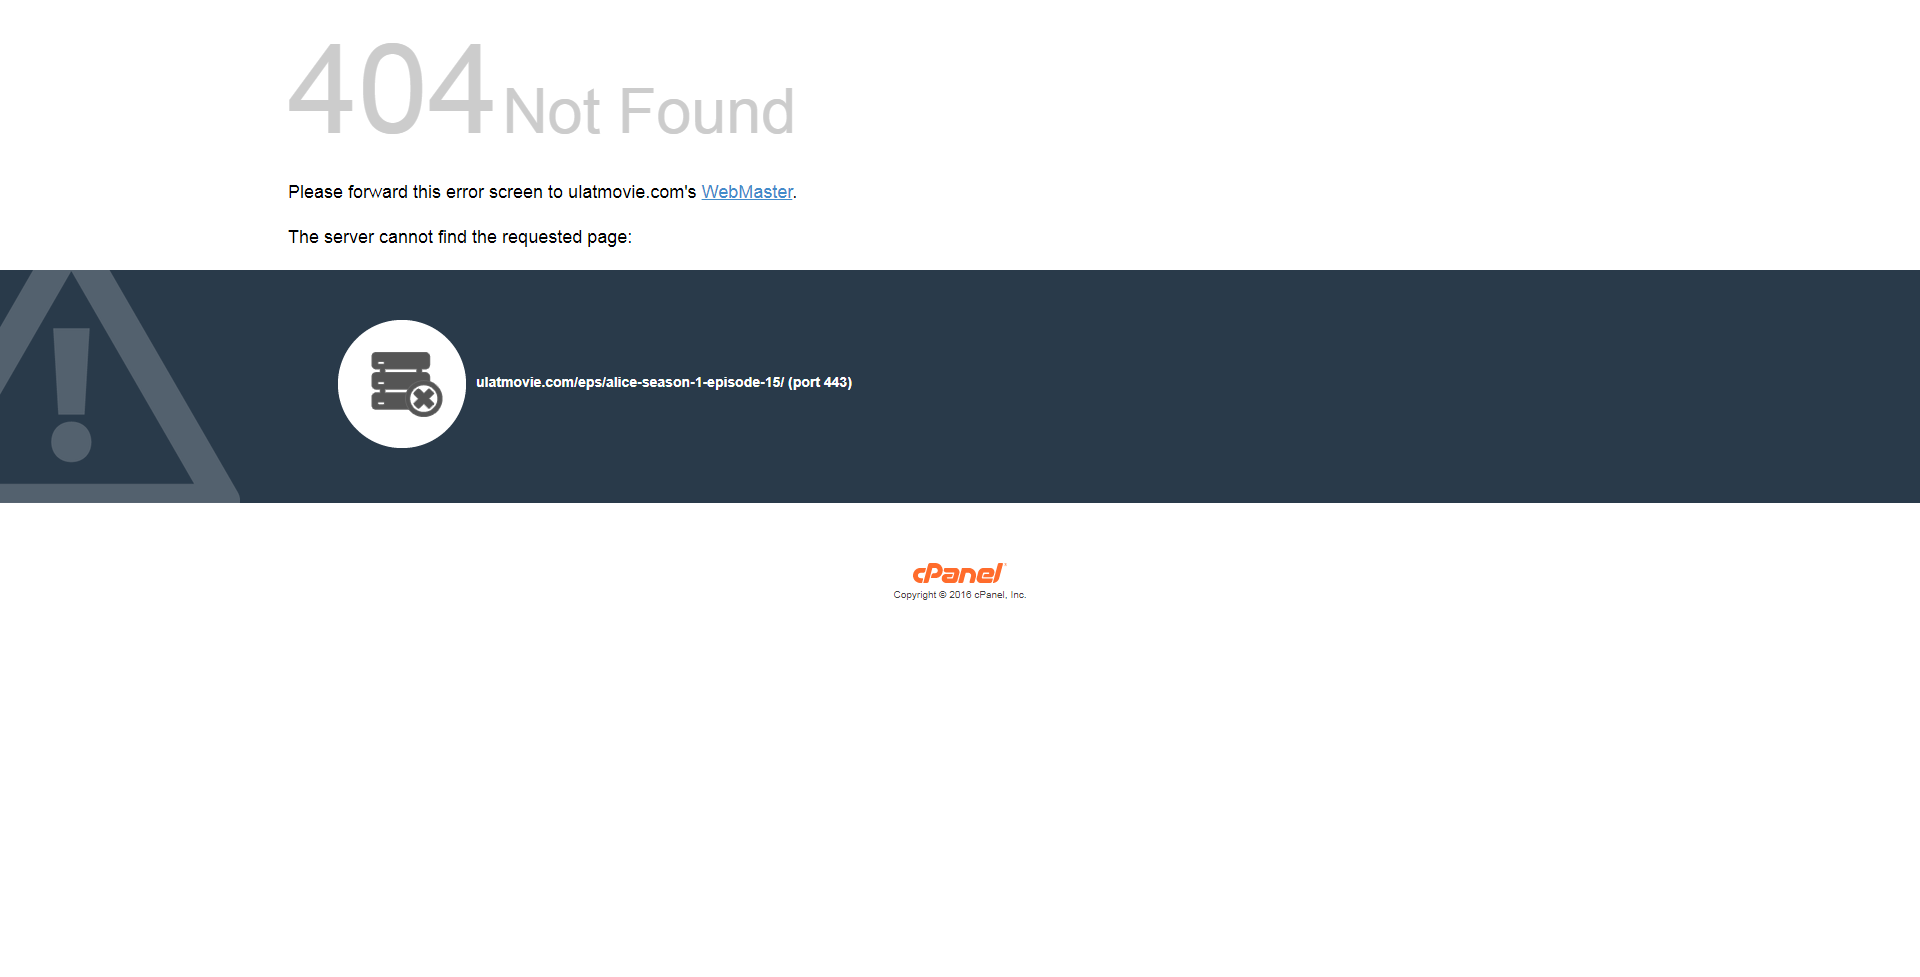 404 Not Found
Please forward this error screen to ulatmovie.com's WebMaster.
The server cannot find the requested page:
ulatmovie.com/eps/alice-season-1-episode-15/ (port 443)
cPanel
Copyright © 2016 cPanel, Inc.